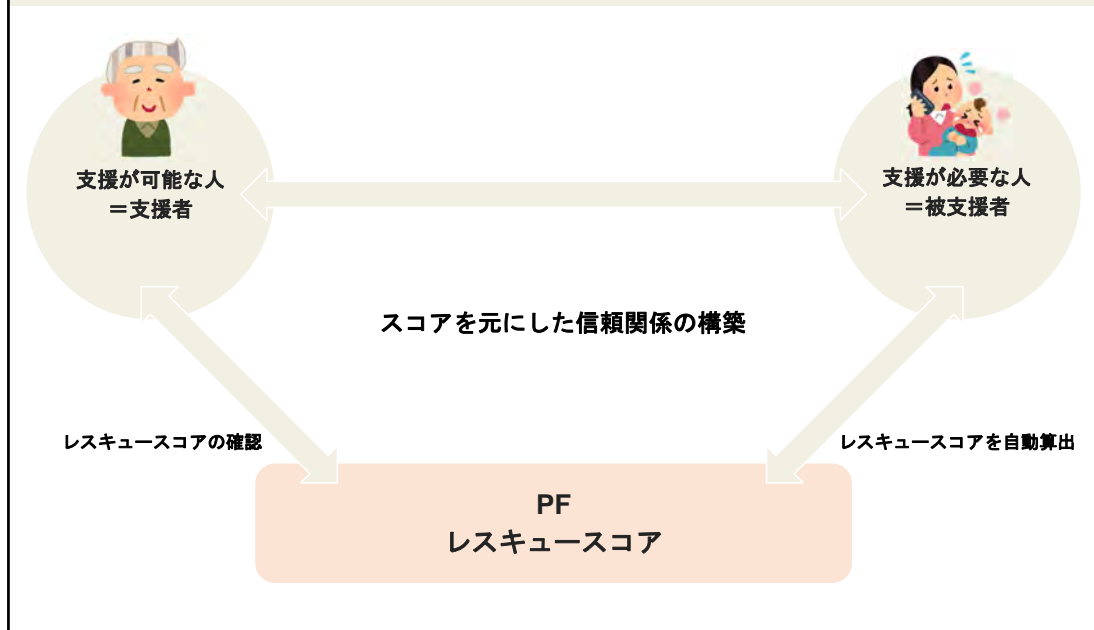 支援が可能な人
＝支援者
支援が必要な人
＝被支援者
スコアを元にした信頼関係の構築
レスキュースコアの確認
レスキュースコアを自動算出
PF
レスキュースコア